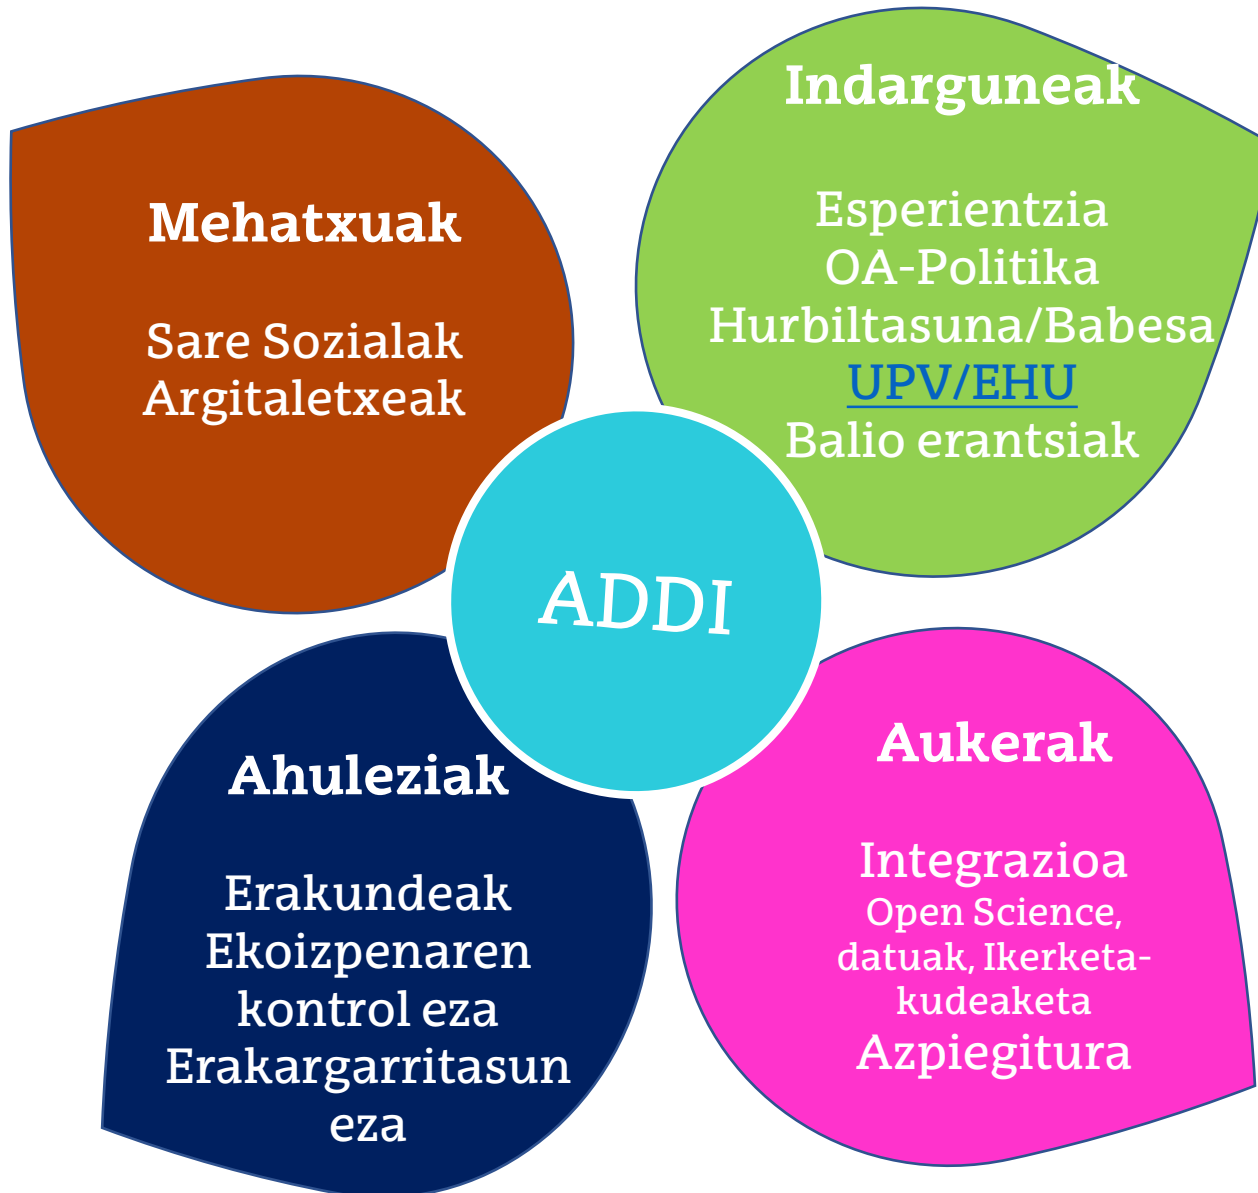 Mehatxuak
Sare Sozialak
Argitaletxeak
Indarguneak
Esperientzia
OA-Politika
Hurbiltasuna/Babesa
UPV/EHU
Balio erantsiak
ADDI
Ahuleziak
Erakundeak
Ekoizpenaren
kontrol eza
Erakargarritasun
eza
Aukerak
Integrazioa
Open Science,
datuak, Ikerketa-
kudeaketa
Azpiegitura